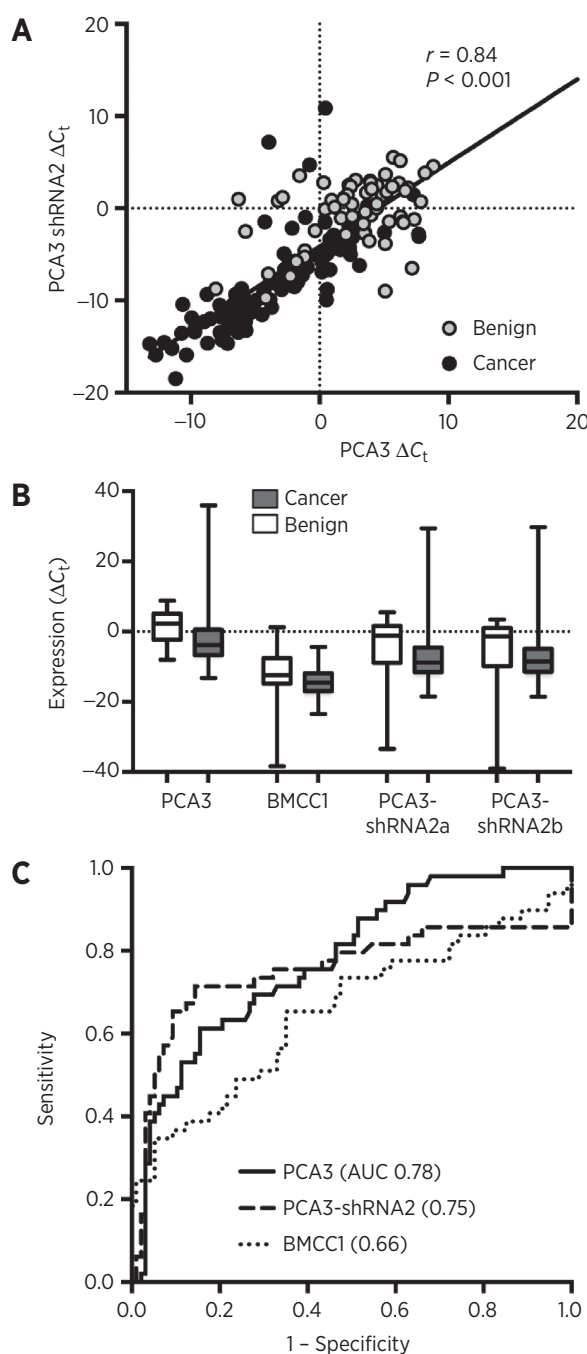 A
r = 0.84
P < 0.001
PCA3 shRNA2 ΔCt
20
10
0
−10
−20
Benign
Cancer
−10
0
10
20
PCA3 ΔCt
B
Cancer
Benign
Expression (ΔCt)
40
20
0
−20
−40
PCA3
BMCC1
PCA3-
shRNA2a
PCA3-
shRNA2b
C
Sensitivity
1.0
0.8
0.6
0.4
0.2
0.0
PCA3 (AUC 0.78)
PCA3-shRNA2 (0.75)
BMCC1 (0.66)
0.0
0.2
0.4
0.6
0.8
1.0
1 – Specificity